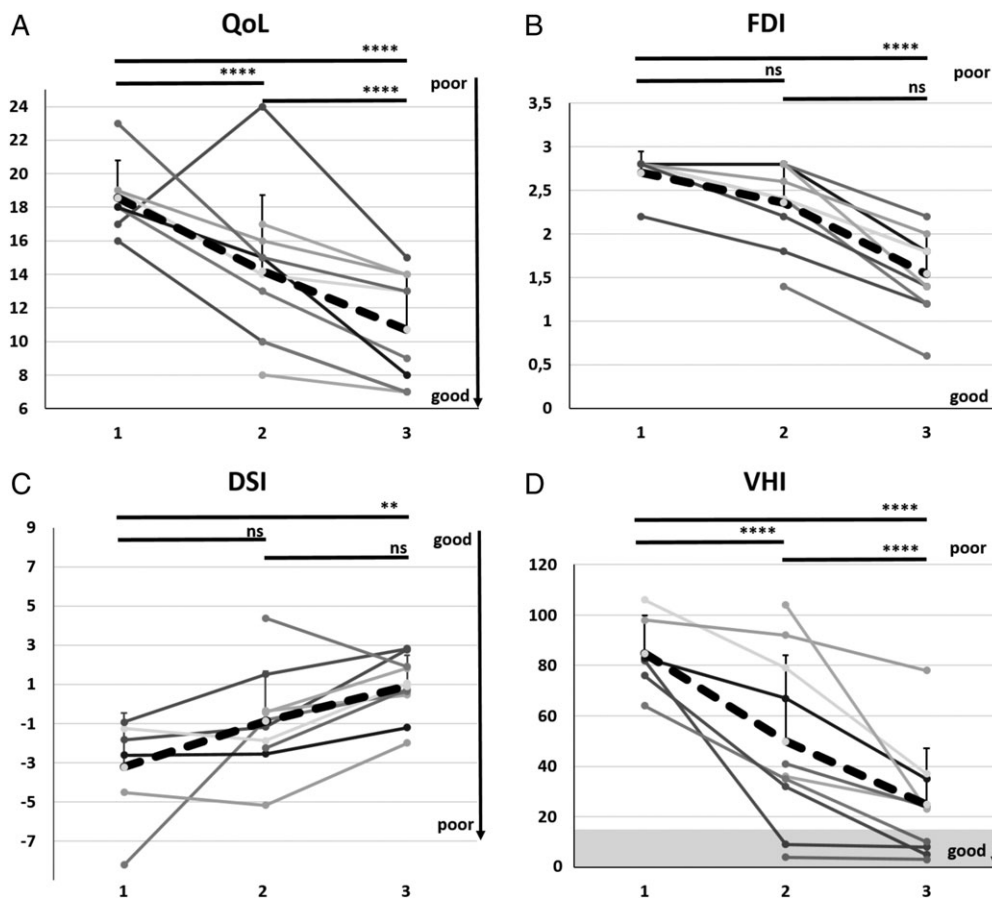 A
QoL
****
****
poor
****
24
22
20
18
16
14
12
10
8
6
good
1
2
3
B
FDI
****
poor
ns
ns
3,5
3
2,5
2
1,5
1
0,5
0
good
1
2
3
C
DSI
**
ns
good
ns
9
7
5
3
1
-1
-3
-5
-7
poor
1
2
3
D
VHI
****
****
poor
****
120
100
80
60
40
20
0
good
1
2
3